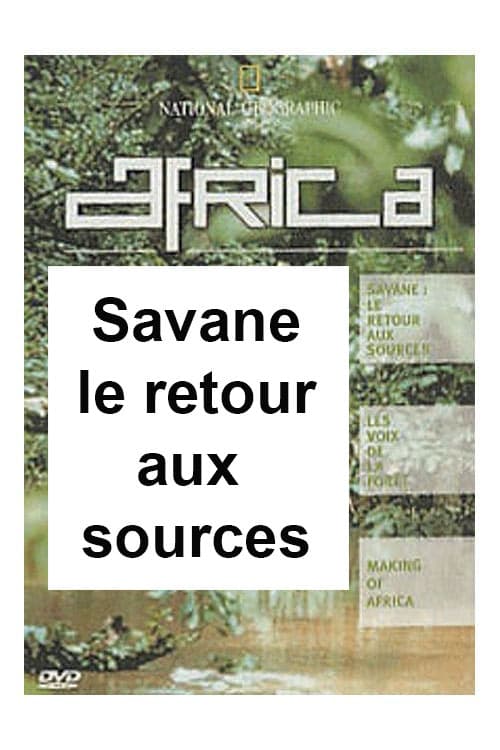 NATIONAL GEOGRAPHIC
aFRICa
Savane
le retour
aux
sources
SAVANE :
LE
RETOUR
AUX
SOURCES
LES
VOIX
DE
LA
FORÊT
MAKING
OF
AFRICA
DVD